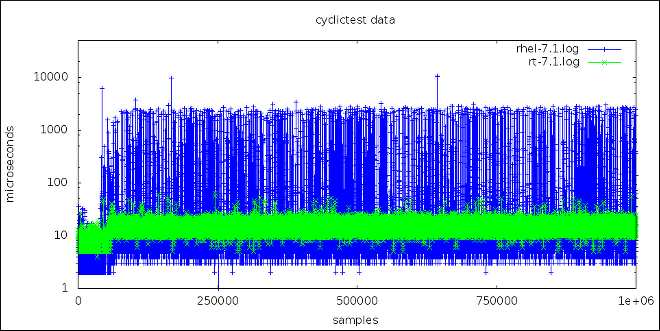 cyclictest data
rhel-7.1.log
rt-7.1.log
10000
1000
100
10
1
microseconds
0 250000 500000 750000 1e+06
samples